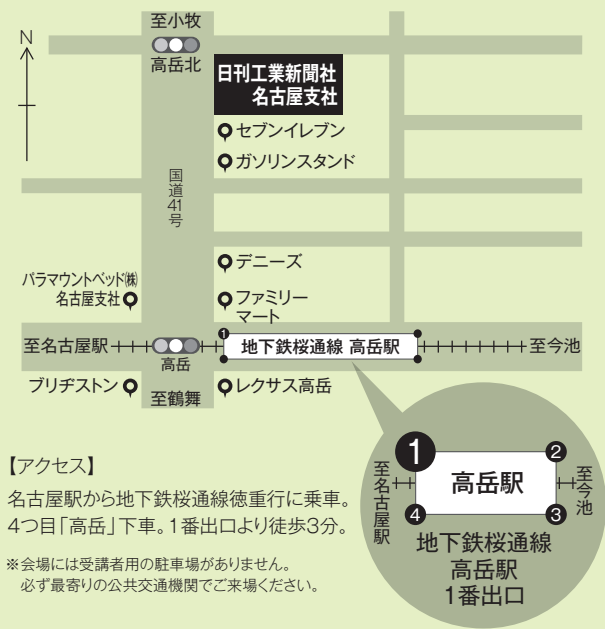 至小牧
N
高岳北
日刊工業新聞社
名古屋支社
セブンイレブン
ガソリンスタンド
国道41号
デニーズ
パラマウントベッド㈱
名古屋支社
ファミリー
マート
至名古屋駅
1
地下鉄桜通線 高岳駅
至今池
高岳
ブリヂストン
至鶴舞
レクサス高岳
【アクセス】
名古屋駅から地下鉄桜通線徳重行に乗車。
4つ目「高岳」下車。1番出口より徒歩3分。
※会場には受講者用の駐車場がありません。
必ず最寄りの公共交通機関でご来場ください。
1
2
至名古屋駅
高岳駅
至今池
4
3
地下鉄桜通線
高岳駅
1番出口